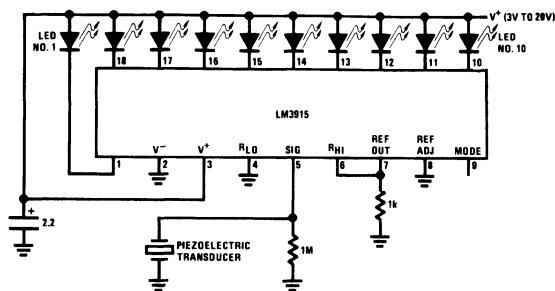 V+ (3V TO 20V)
LED
NO. 1
LED
NO. 10
18 17 16 15 14 13 12 11 10
LM3915
V− V+ RLO SIG RHI REF OUT REF ADJ MODE
1 2 3 4 5 6 7 8 9
+
2.2
PIEZOELECTRIC
TRANSDUCER
1M
1k